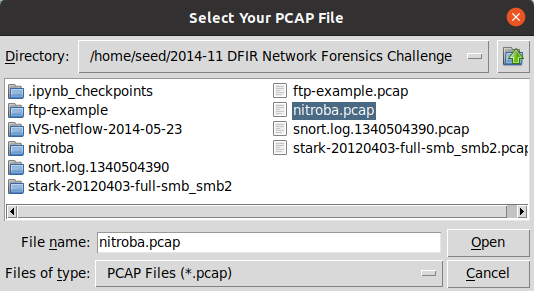 Select Your PCAP File
Directory: /home/seed/2014-11 DFIR Network Forensics Challenge
.ipynb_checkpoints
ftp-example
IVS-netflow-2014-05-23
nitroba
snort.log.1340504390
stark-20120403-full-smb_smb2
ftp-example.pcap
nitroba.pcap
snort.log.1340504390.pcap
stark-20120403-full-smb_smb2.pcap
File name: nitroba.pcap Open
Files of type: PCAP Files (*.pcap) Cancel